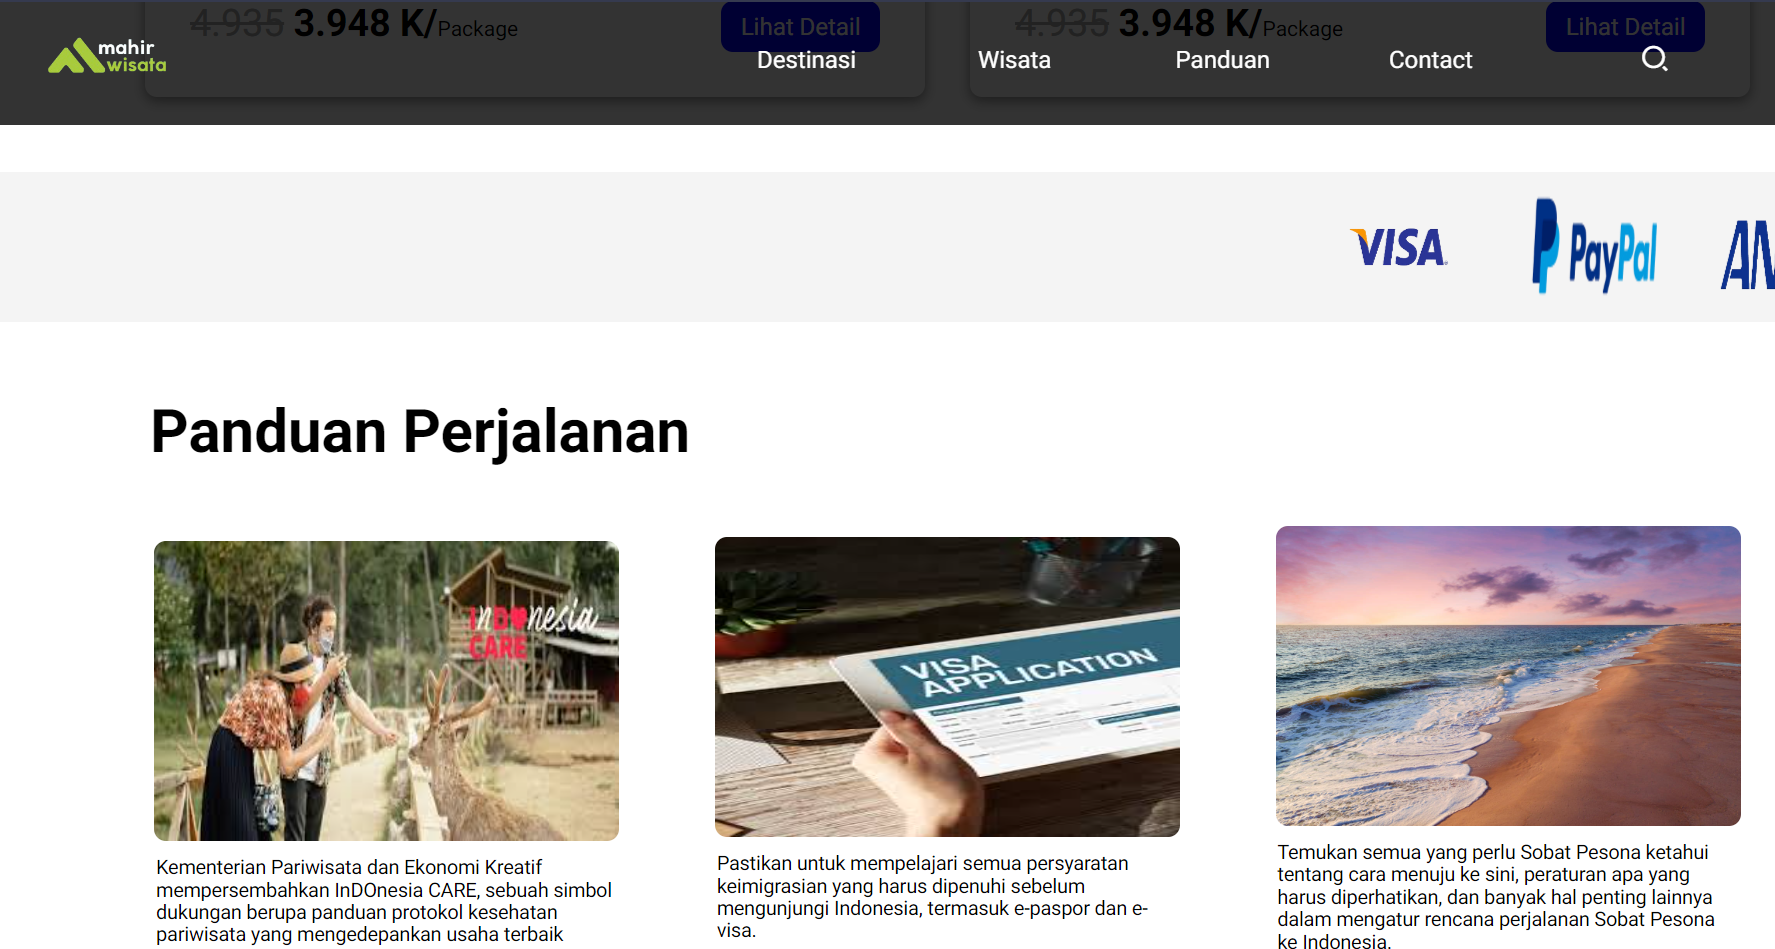 4.935 3.948 K/Package
Lihat Detail
4.935 3.948 K/Package
Lihat Detail
mahir
wisata
Destinasi
Wisata
Panduan
Contact
VISA
PayPal
AN
Panduan Perjalanan
INDONesia
CARE
Kementerian Pariwisata dan Ekonomi Kreatif
mempersembahkan InDOnesia CARE, sebuah simbol
dukungan berupa panduan protokol kesehatan
pariwisata yang mengedepankan usaha terbaik
VISA
APPLICATION
Pastikan untuk mempelajari semua persyaratan
keimigrasian yang harus dipenuhi sebelum
mengunjungi Indonesia, termasuk e-paspor dan e-
visa.
Temukan semua yang perlu Sobat Pesona ketahui
tentang cara menuju ke sini, peraturan apa yang
harus diperhatikan, dan banyak hal penting lainnya
dalam mengatur rencana perjalanan Sobat Pesona
ke Indonesia.